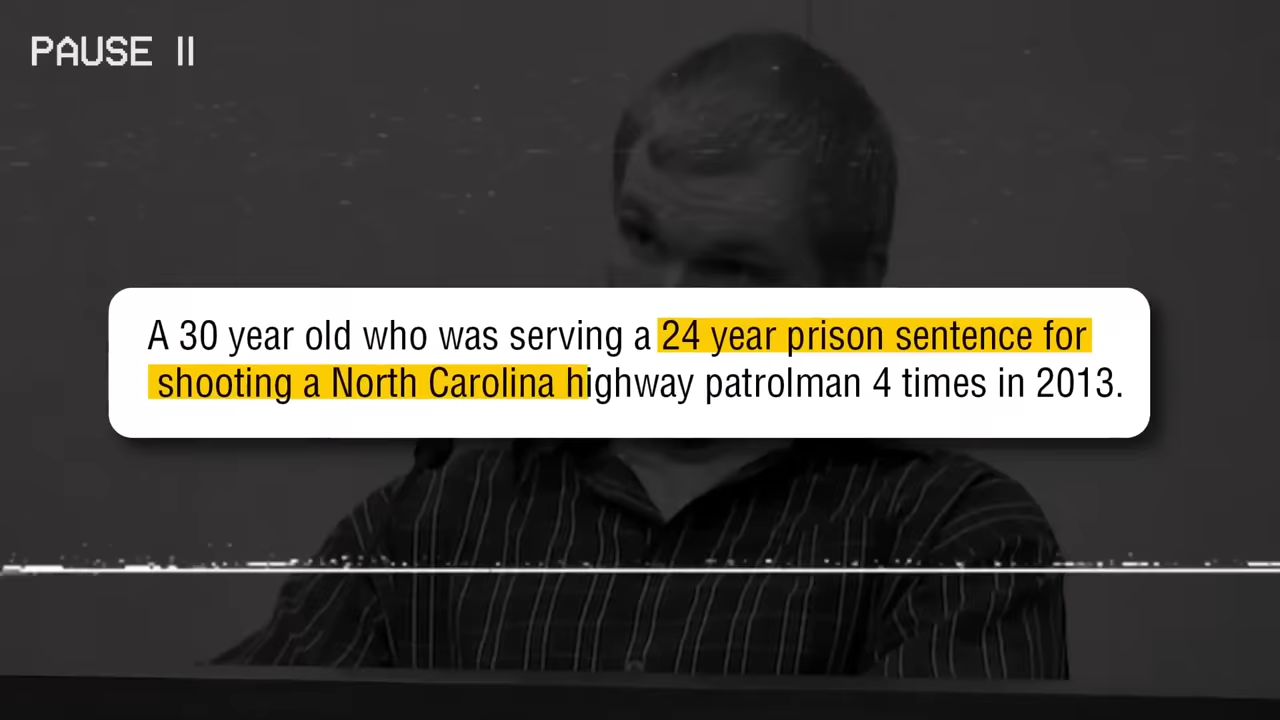 PAUSE II
A 30 year old who was serving a 24 year prison sentence for
shooting a North Carolina highway patrolman 4 times in 2013.